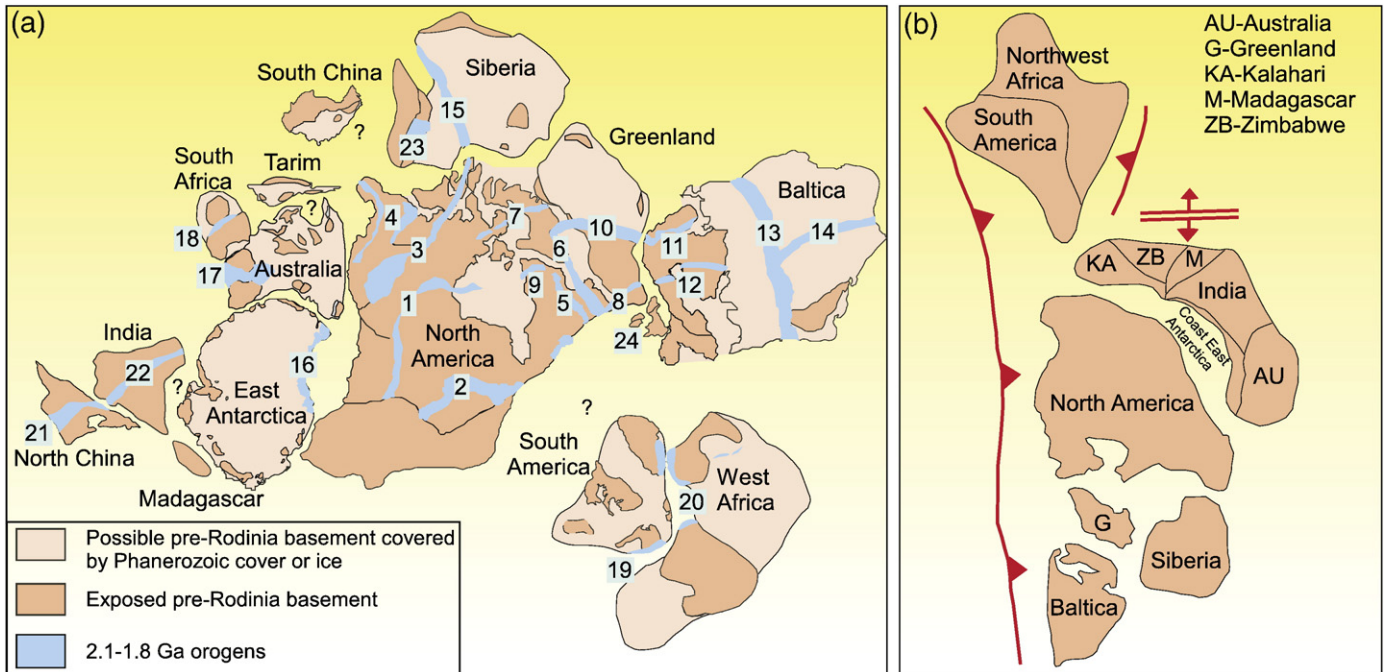 (a)
South China
?
Siberia
15
23
Greenland
South
Africa
Tarim
?
18
17
Australia
4
3
7
10
6
Baltica
13
14
11
12
1
9
5
8
24
North
America
2
India
22
?
16
East
Antarctica
21
North China
Madagascar
?
South
America
West
Africa
20
19
Possible pre-Rodinia basement covered
by Phanerozoic cover or ice
Exposed pre-Rodinia basement
2.1-1.8 Ga orogens
(b)
AU-Australia
G-Greenland
KA-Kalahari
M-Madagascar
ZB-Zimbabwe
Northwest
Africa
South
America
KA
ZB
M
India
Coast East
Antarctica
AU
North America
G
Siberia
Baltica